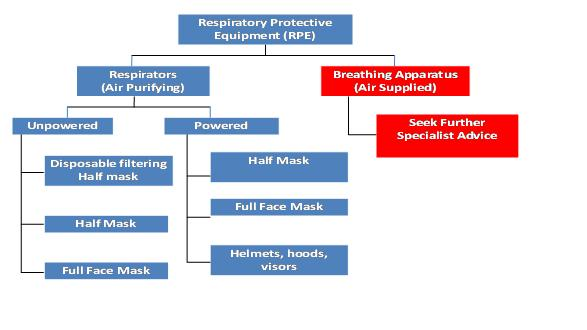 Respiratory Protective
Equipment (RPE)
Respirators
(Air Purifying)
Breathing Apparatus
(Air Supplied)
Unpowered
Powered
Seek Further
Specialist Advice
Disposable filtering
Half mask
Half Mask
Full Face Mask
Half Mask
Full Face Mask
Helmets, hoods,
visors